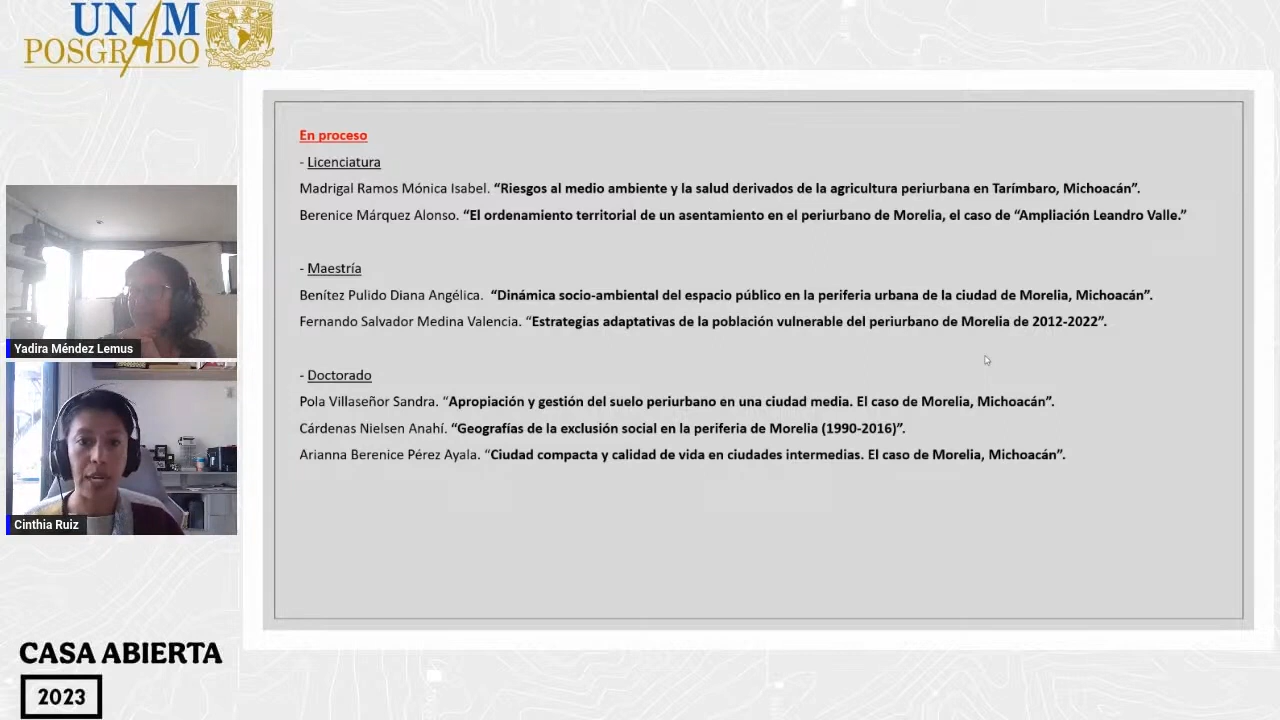 UNAM
POSGRADO
En proceso
- Licenciatura
Madrigal Ramos Mónica Isabel. “Riesgos al medio ambiente y la salud derivados de la agricultura periurbana en Tarímbaro, Michoacán”.
Berenice Márquez Alonso. “El ordenamiento territorial de un asentamiento en el periurbano de Morelia, el caso de “Ampliación Leandro Valle.”
- Maestría
Benítez Pulido Diana Angélica. “Dinámica socio-ambiental del espacio público en la periferia urbana de la ciudad de Morelia, Michoacán”.
Fernando Salvador Medina Valencia. “Estrategias adaptativas de la población vulnerable del periurbano de Morelia de 2012-2022”.
- Doctorado
Pola Villaseñor Sandra. “Apropiación y gestión del suelo periurbano en una ciudad media. El caso de Morelia, Michoacán”.
Cárdenas Nielsen Anahí. “Geografías de la exclusión social en la periferia de Morelia (1990-2016)”.
Arianna Berenice Pérez Ayala. “Ciudad compacta y calidad de vida en ciudades intermedias. El caso de Morelia, Michoacán”.
Yadira Méndez Lemus
Cinthia Ruiz
CASA ABIERTA
2023